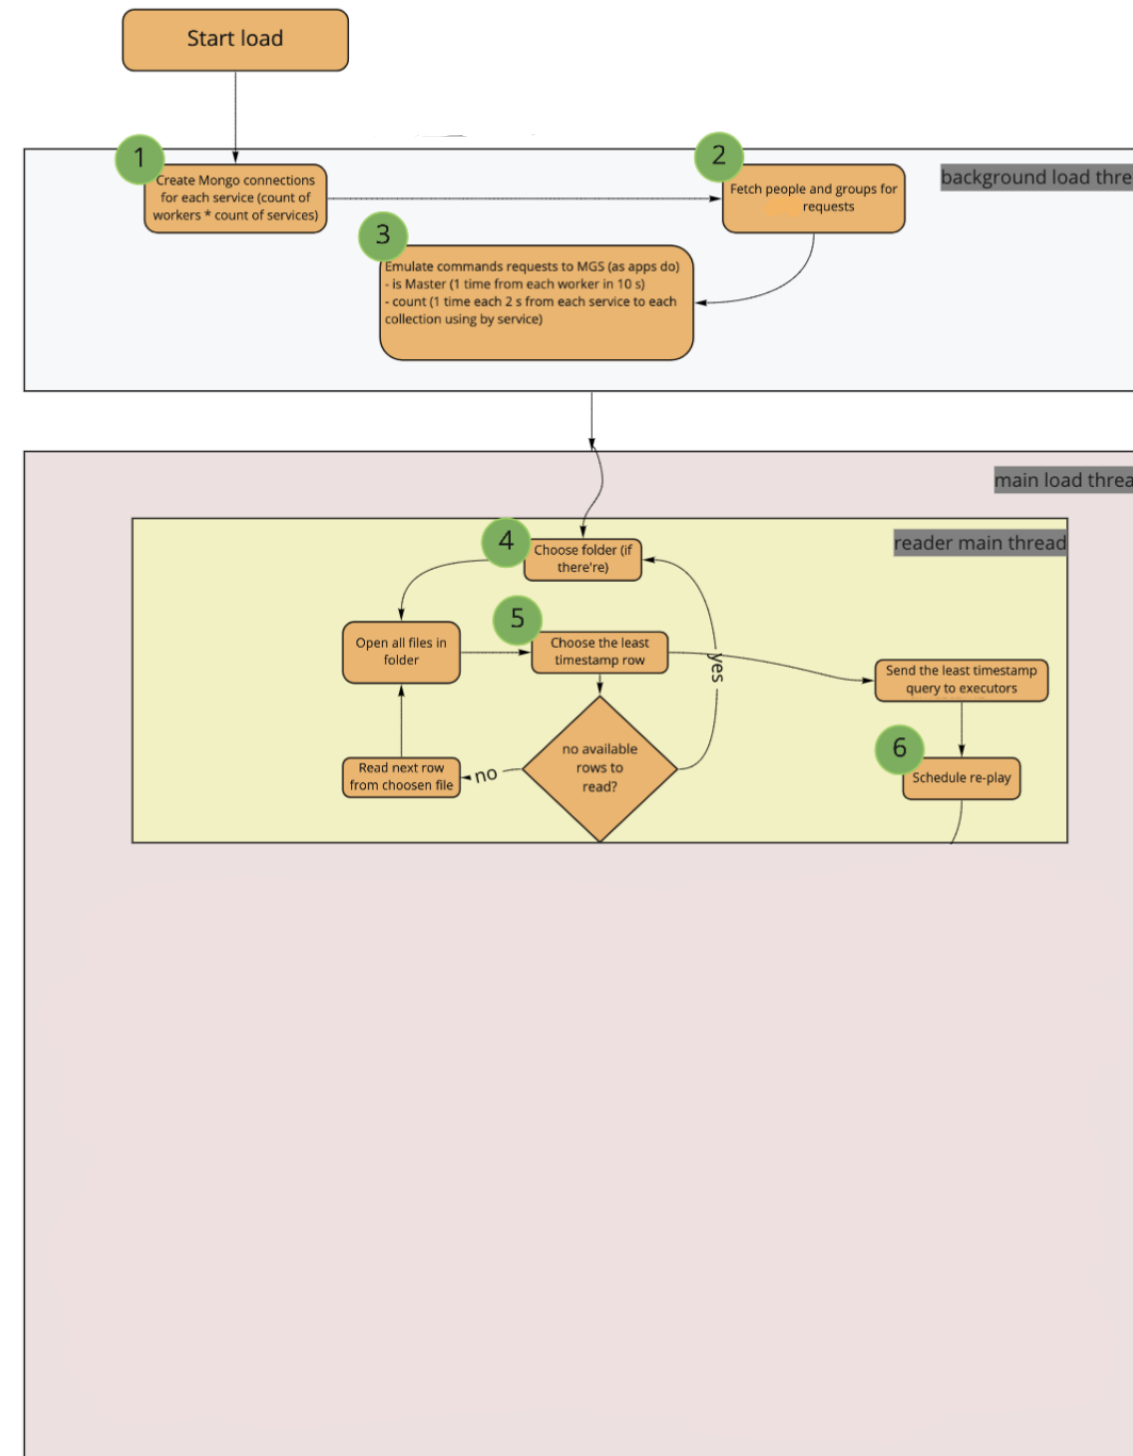 Start load
1
Create Mongo connections
for each service (count of
workers * count of services)
2
Fetch people and groups for
requests
background load thre
3
Emulate commands requests to MGS (as apps do)
- is Master (1 time from each worker in 10 s)
- count (1 time each 2 s from each service to each
collection using by service)
main load threa
reader main thread
4
Choose folder (if
there're)
Open all files in
folder
5
Choose the least
timestamp row
yes
Send the least timestamp
query to executors
no available
rows to
read?
no
Read next row
from choosen file
6
Schedule re-play